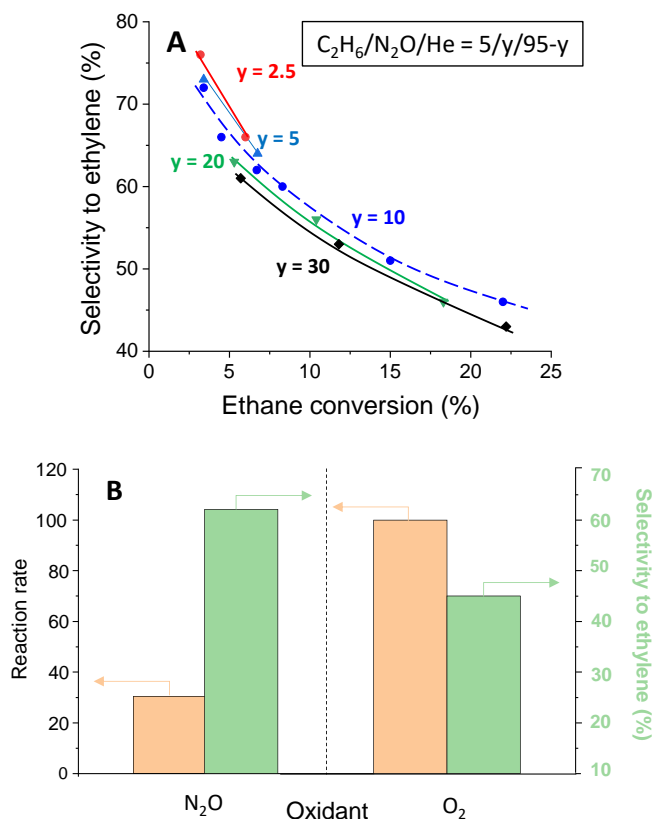 A
C₂H₆/N₂O/He = 5/y/95-y
y = 2.5
y = 5
y = 20
y = 10
y = 30
Selectivity to ethylene (%)
80
70
60
50
40
0 5 10 15 20 25
Ethane conversion (%)
B
Reaction rate
120
100
80
60
40
20
0
70
60
40
30
20
10
Selectivity to ethylene
(%)
N₂O Oxidant O₂